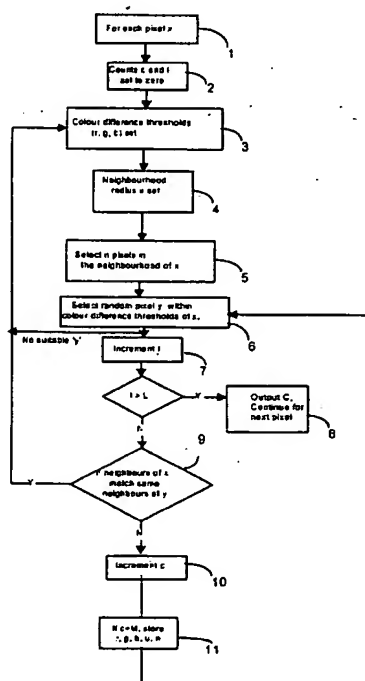 For each pixel x
1
Counts c and I
set to zero
2
Colour difference thresholds
(r, g, b) set
3
Neighbourhood
radius u set
4
Select n pixels in
the neighbourhood of x
5
Select random pixel y within
colour difference thresholds of x.
6
No suitable 'y'
Increment I
7
I > L
Y
Output C,
Continue for
next pixel
8
N
9
neighbours of x
match same
neighbours of y
Y
N
Increment c
10
If c=M, store
r, g, b, u, n
11